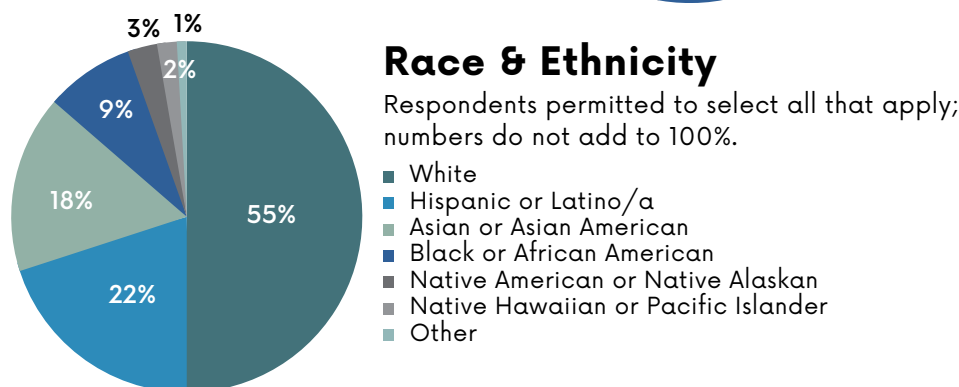 3% 1%
2%
9%
18%
55%
22%
Race & Ethnicity
Respondents permitted to select all that apply;
numbers do not add to 100%.
White
Hispanic or Latino/a
Asian or Asian American
Black or African American
Native American or Native Alaskan
Native Hawaiian or Pacific Islander
Other